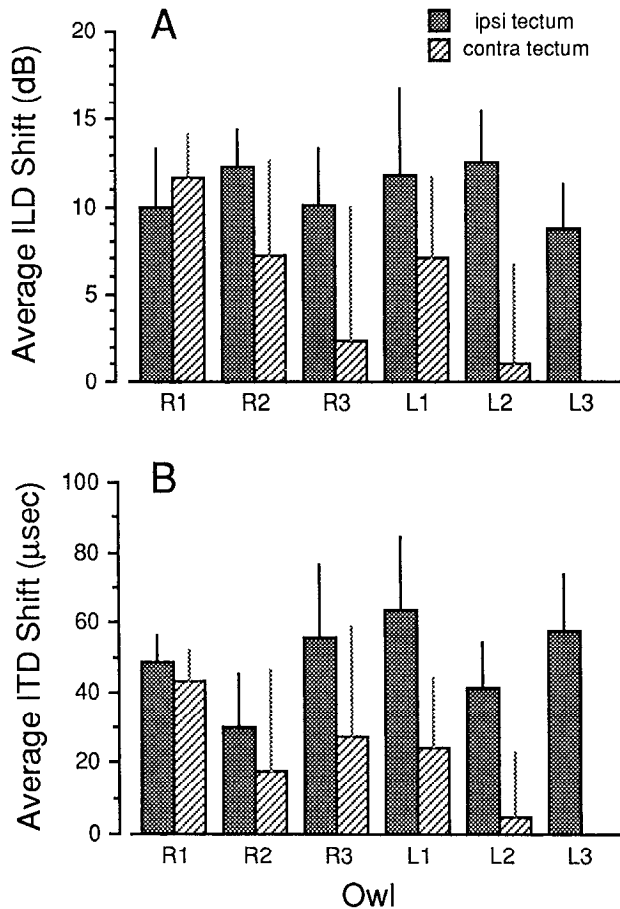 A
ipsi tectum
contra tectum
Average ILD Shift (dB)
20
15
10
5
0
R1 R2 R3 L1 L2 L3
B
Average ITD Shift (μsec)
100
80
60
40
20
0
R1 R2 R3 L1 L2 L3
Owl